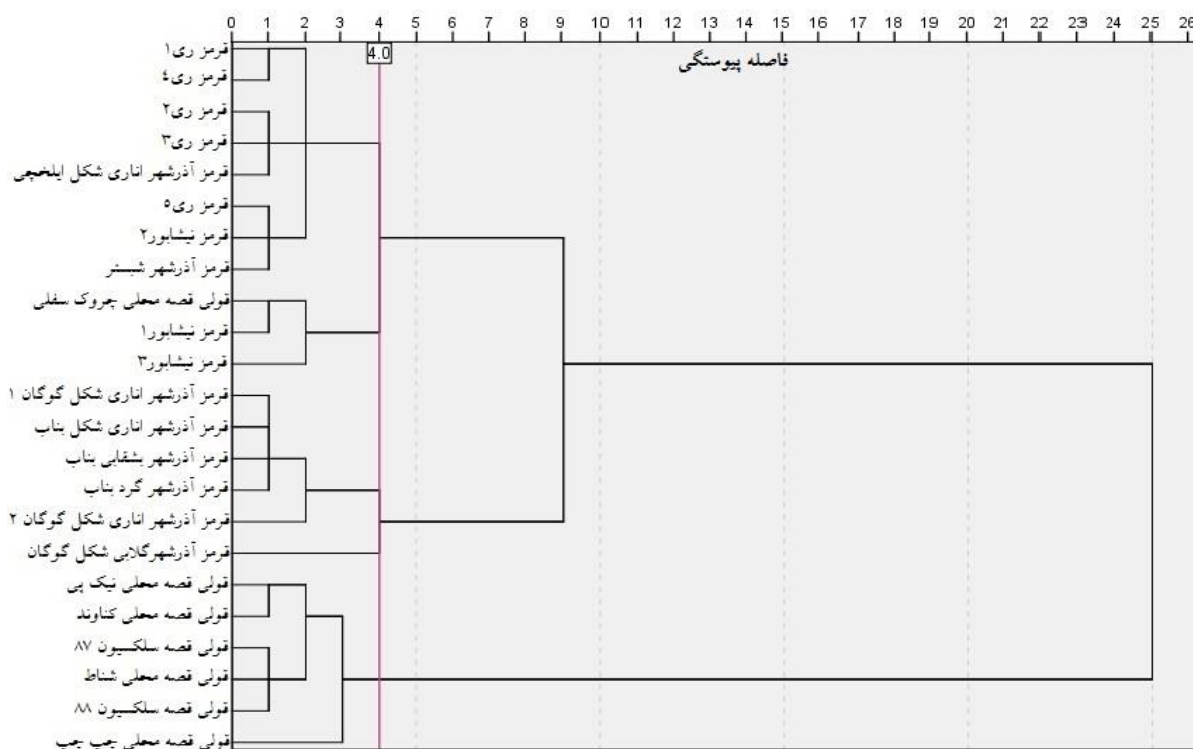 0 1 2 3 4 5 6 7 8 9 10 11 12 13 14 15 16 17 18 19 20 21 22 23 24 25 26
4.0
فاصله پیوستگی
قرمز ری۱
قرمز ری٤
قرمز ری۲
قرمز ری۳
قرمز آذرشهر اناری شکل ایلخچی
قرمز ری٥
قرمز نیشابور۲
قرمز آذرشهر شبستر
قولی قصه محلی چروک سفلی
قرمز نیشابور۱
قرمز نیشابور۳
قرمز آذرشهر اناری شکل گوگان ۱
قرمز آذرشهر اناری شکل بناب
قرمز آذرشهر بشقابی بناب
قرمز آذرشهر گرد بناب
قرمز آذرشهر اناری شکل گوگان ۲
قرمز آذرشهرگلابی شکل گوگان
قولی قصه محلی نیک پی
قولی قصه محلی کناوند
قولی قصه سلکسیون ۸۷
قولی قصه محلی شناط
قولی قصه سلکسیون ۸۸
قولی قصه محلی چپ چپ